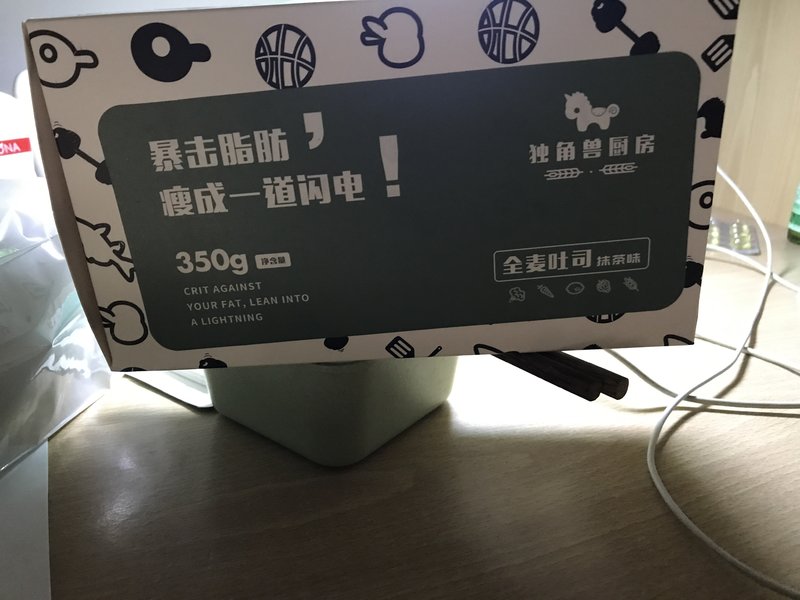 暴击脂肪，
瘦成一道闪电！
独角兽厨房
350g 净含量
全麦吐司 抹茶味
CRIT AGAINST
YOUR FAT, LEAN INTO
A LIGHTNING